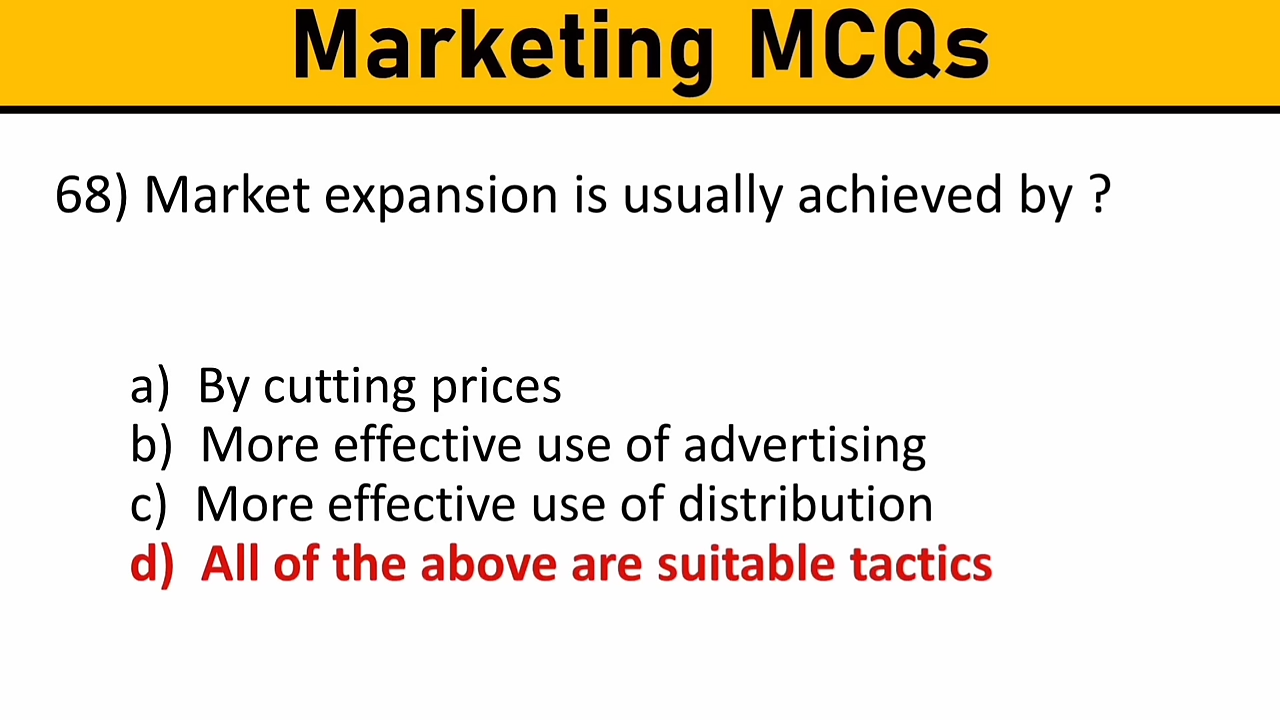 Marketing MCQs
68) Market expansion is usually achieved by ?
a) By cutting prices
b) More effective use of advertising
c) More effective use of distribution
d) All of the above are suitable tactics